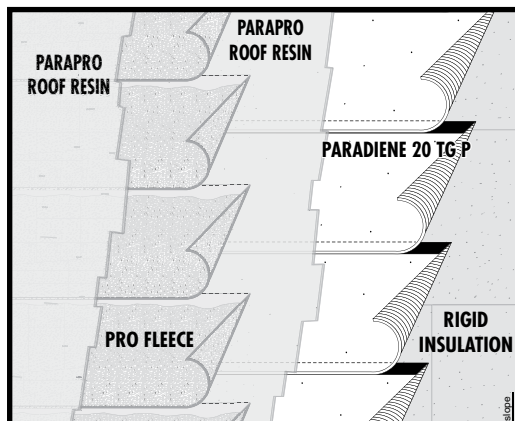 PARAPRO
ROOF RESIN
PARAPRO
ROOF RESIN
PARADIENE 20 TG P
PRO FLEECE
RIGID
INSULATION
slope